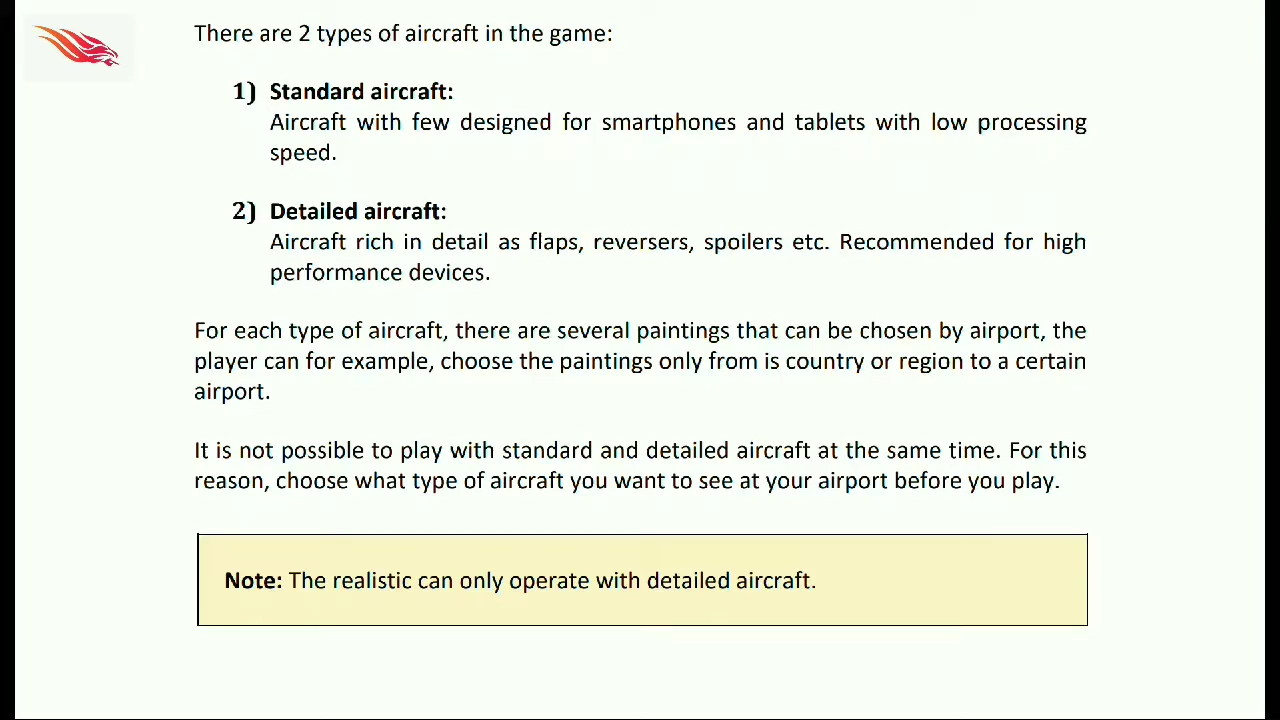 There are 2 types of aircraft in the game:
1) Standard aircraft:
Aircraft with few designed for smartphones and tablets with low processing
speed.
2) Detailed aircraft:
Aircraft rich in detail as flaps, reversers, spoilers etc. Recommended for high
performance devices.
For each type of aircraft, there are several paintings that can be chosen by airport, the
player can for example, choose the paintings only from is country or region to a certain
airport.
It is not possible to play with standard and detailed aircraft at the same time. For this
reason, choose what type of aircraft you want to see at your airport before you play.
Note: The realistic can only operate with detailed aircraft.